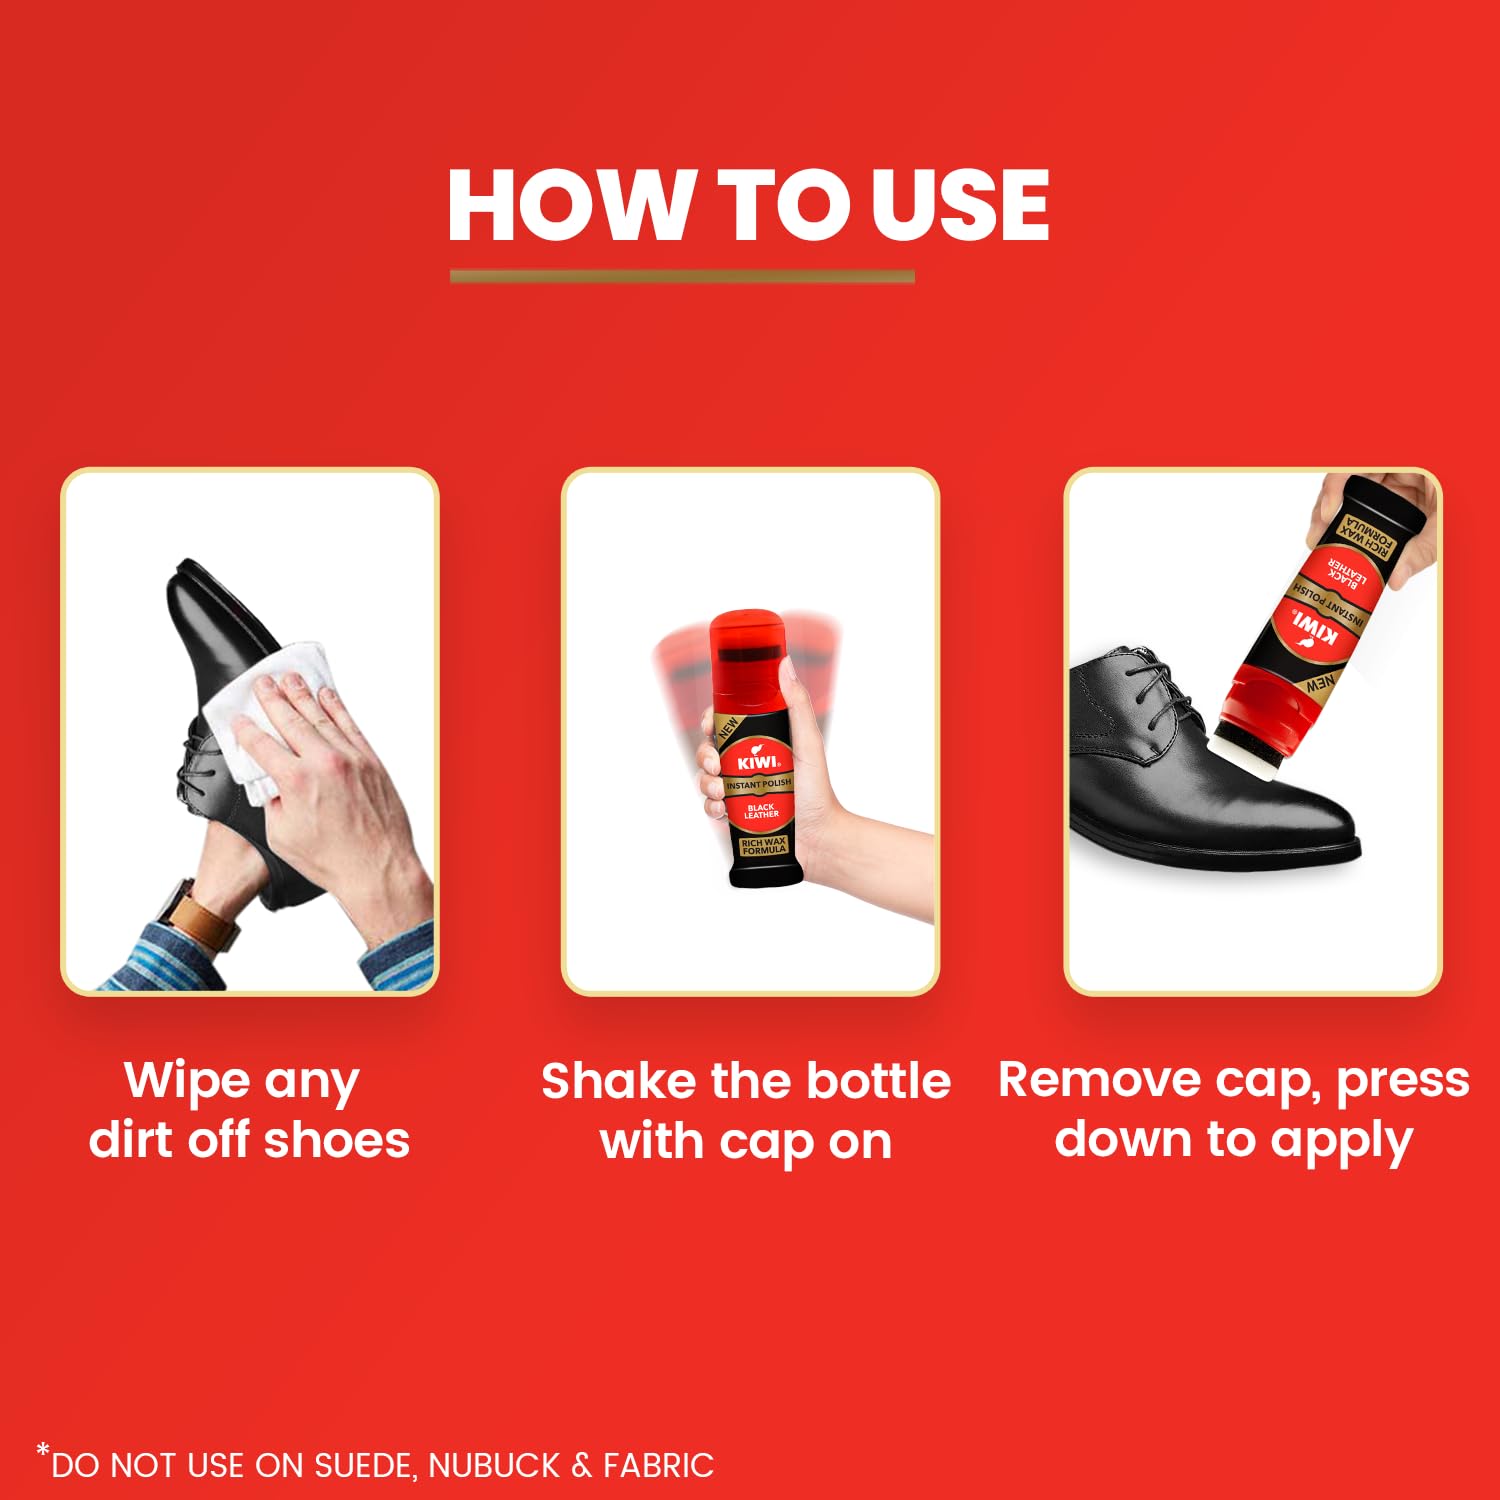 HOW TO USE
NEW
KIWI®
INSTANT POLISH
BLACK
LEATHER
RICH WAX
FORMULA
RICH WAX
FORMULA
BLACK
LEATHER
INSTANT POLISH
KIWI®
NEW
Wipe any
dirt off shoes
Shake the bottle
with cap on
Remove cap, press
down to apply
*DO NOT USE ON SUEDE, NUBUCK & FABRIC